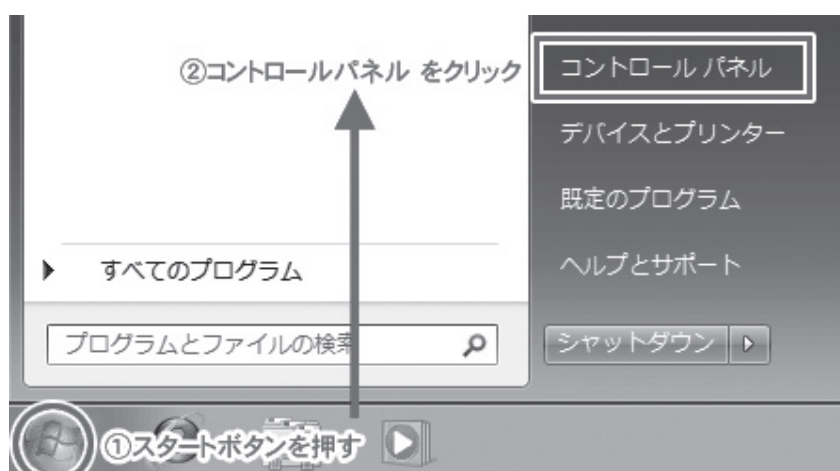 ②コントロールパネル をクリック
コントロール パネル
デバイスとプリンター
既定のプログラム
すべてのプログラム
ヘルプとサポート
プログラムとファイルの検索
シャットダウン
①スタートボタンを押す